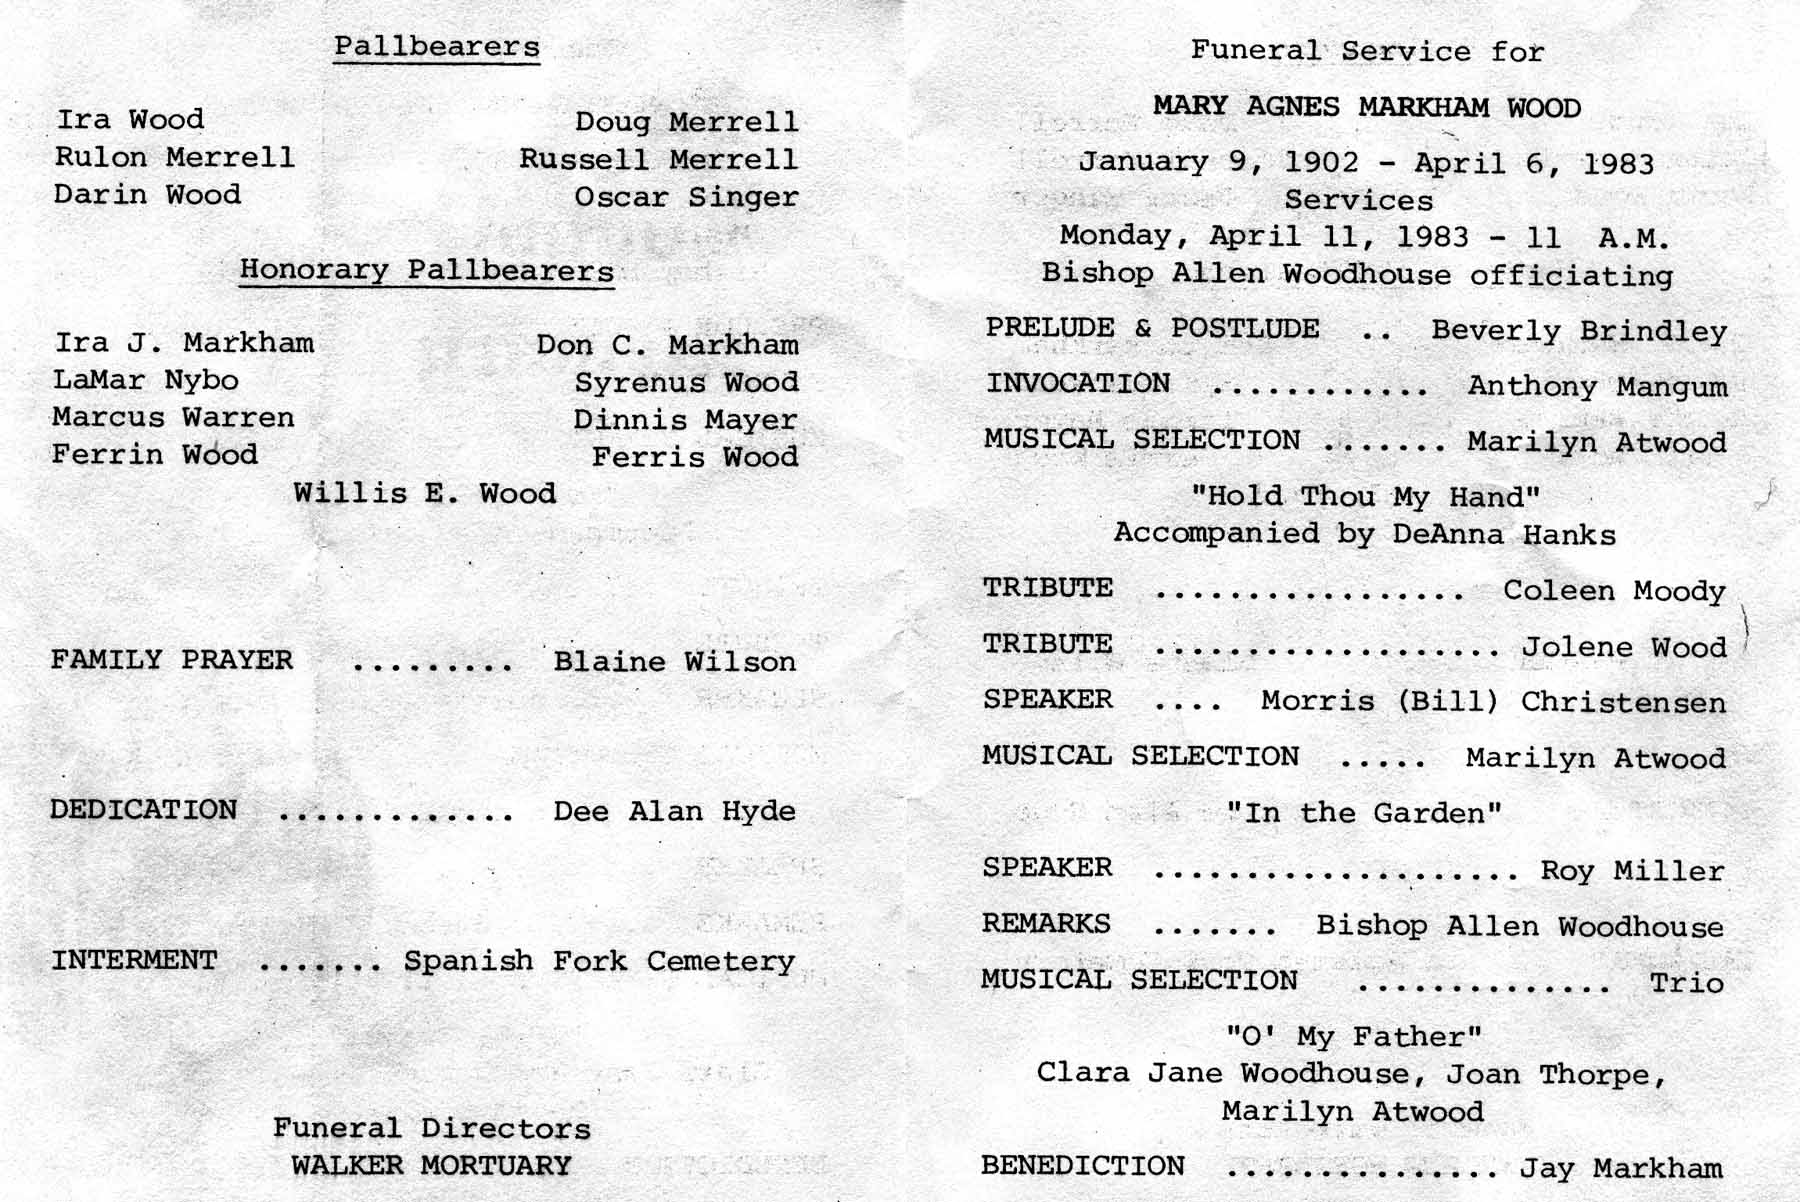 Pallbearers
Ira Wood Doug Merrell
Rulon Merrell Russell Merrell
Darin Wood Oscar Singer
Honorary Pallbearers
Ira J. Markham Don C. Markham
LaMar Nybo Syrenus Wood
Marcus Warren Dinnis Mayer
Ferrin Wood Ferris Wood
Willis E. Wood
FAMILY PRAYER ......... Blaine Wilson
DEDICATION ............. Dee Alan Hyde
INTERMENT ....... Spanish Fork Cemetery
Funeral Directors
WALKER MORTUARY
Funeral Service for
MARY AGNES MARKHAM WOOD
January 9, 1902 - April 6, 1983
Services
Monday, April 11, 1983 - 11 A.M.
Bishop Allen Woodhouse officiating
PRELUDE & POSTLUDE .. Beverly Brindley
INVOCATION ............ Anthony Mangum
MUSICAL SELECTION ....... Marilyn Atwood
"Hold Thou My Hand"
Accompanied by DeAnna Hanks
TRIBUTE ................. Coleen Moody
TRIBUTE ................... Jolene Wood
SPEAKER .... Morris (Bill) Christensen
MUSICAL SELECTION ..... Marilyn Atwood
"In the Garden"
SPEAKER .................... Roy Miller
REMARKS ....... Bishop Allen Woodhouse
MUSICAL SELECTION .............. Trio
"O' My Father"
Clara Jane Woodhouse, Joan Thorpe,
Marilyn Atwood
BENEDICTION ............... Jay Markham